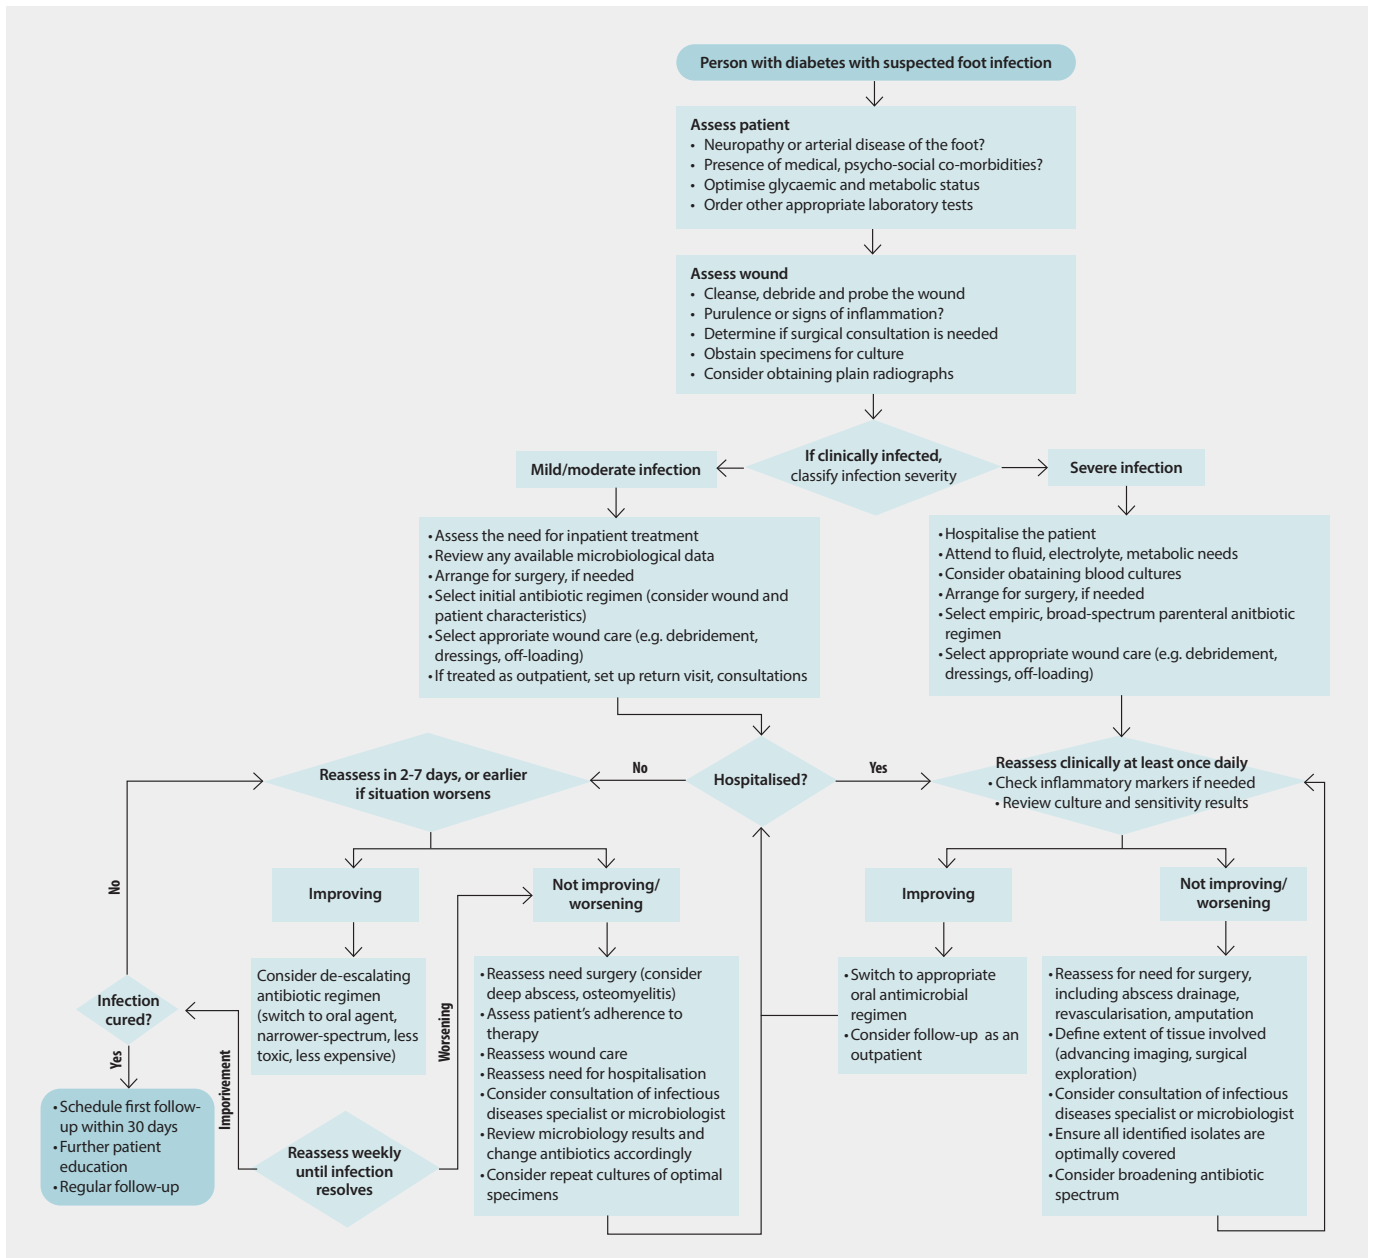 Person with diabetes with suspected foot infection
Assess patient
• Neuropathy or arterial disease of the foot?
• Presence of medical, psycho-social co-morbidities?
• Optimise glycaemic and metabolic status
• Order other appropriate laboratory tests
Assess wound
• Cleanse, debride and probe the wound
• Purulence or signs of inflammation?
• Determine if surgical consultation is needed
• Obstain specimens for culture
• Consider obtaining plain radiographs
If clinically infected,
classify infection severity
Mild/moderate infection
Severe infection
• Assess the need for inpatient treatment
• Review any available microbiological data
• Arrange for surgery, if needed
• Select initial antibiotic regimen (consider wound and
patient characteristics)
• Select approriate wound care (e.g. debridement,
dressings, off-loading)
• If treated as outpatient, set up return visit, consultations
• Hospitalise the patient
• Attend to fluid, electrolyte, metabolic needs
• Consider obataining blood cultures
• Arrange for surgery, if needed
• Select empiric, broad-spectrum parenteral anitbiotic
regimen
• Select appropriate wound care (e.g. debridement,
dressings, off-loading)
Reassess in 2-7 days, or earlier
if situation worsens
No
Hospitalised?
Yes
Reassess clinically at least once daily
• Check inflammatory markers if needed
• Review culture and sensitivity results
No
Improving
Not improving/
worsening
Improving
Not improving/
worsening
Infection
cured?
Yes
• Schedule first follow-
up within 30 days
• Further patient
education
• Regular follow-up
Imporivement
Consider de-escalating
antibiotic regimen
(switch to oral agent,
narrower-spectrum, less
toxic, less expensive)
Reassess weekly
until infection
resolves
Worsening
• Reassess need surgery (consider
deep abscess, osteomyelitis)
• Assess patient's adherence to
therapy
• Reassess wound care
• Reassess need for hospitalisation
• Consider consultation of infectious
diseases specialist or microbiologist
• Review microbiology results and
change antibiotics accordingly
• Consider repeat cultures of optimal
specimens
• Switch to appropriate
oral antimicrobial
regimen
• Consider follow-up as an
outpatient
• Reassess for need for surgery,
including abscess drainage,
revascularisation, amputation
• Define extent of tissue involved
(advancing imaging, surgical
exploration)
• Consider consultation of infectious
diseases specialist or microbiologist
• Ensure all identified isolates are
optimally covered
• Consider broadening antibiotic
spectrum